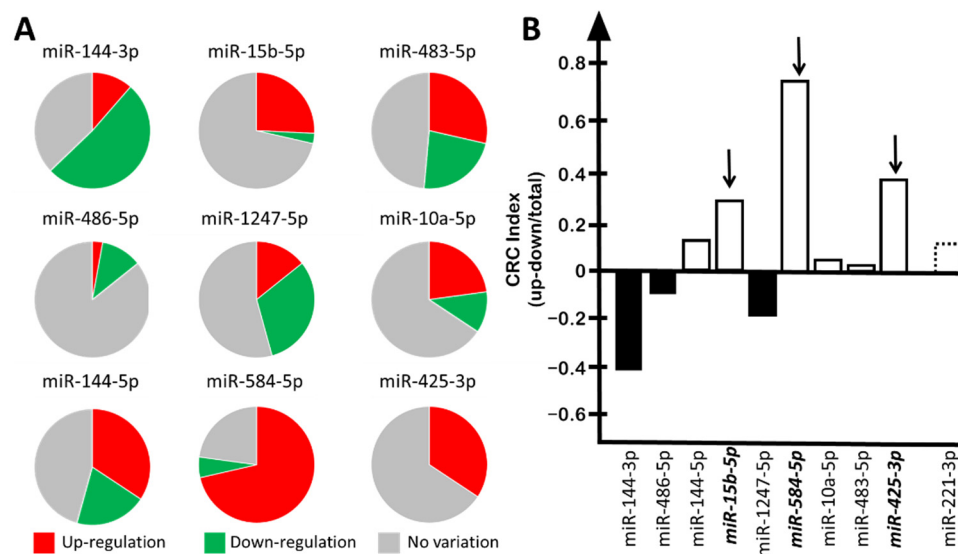 A
miR-144-3p miR-15b-5p miR-483-5p
miR-486-5p miR-1247-5p miR-10a-5p
miR-144-5p miR-584-5p miR-425-3p
Up-regulation Down-regulation No variation
B
CRC Index
(up-down/total)
0.8
0.6
0.4
0.2
0
−0.2
−0.4
−0.6
miR-144-3p
miR-486-5p
miR-144-5p
miR-15b-5p
miR-1247-5p
miR-584-5p
miR-10a-5p
miR-483-5p
miR-425-3p
miR-221-3p